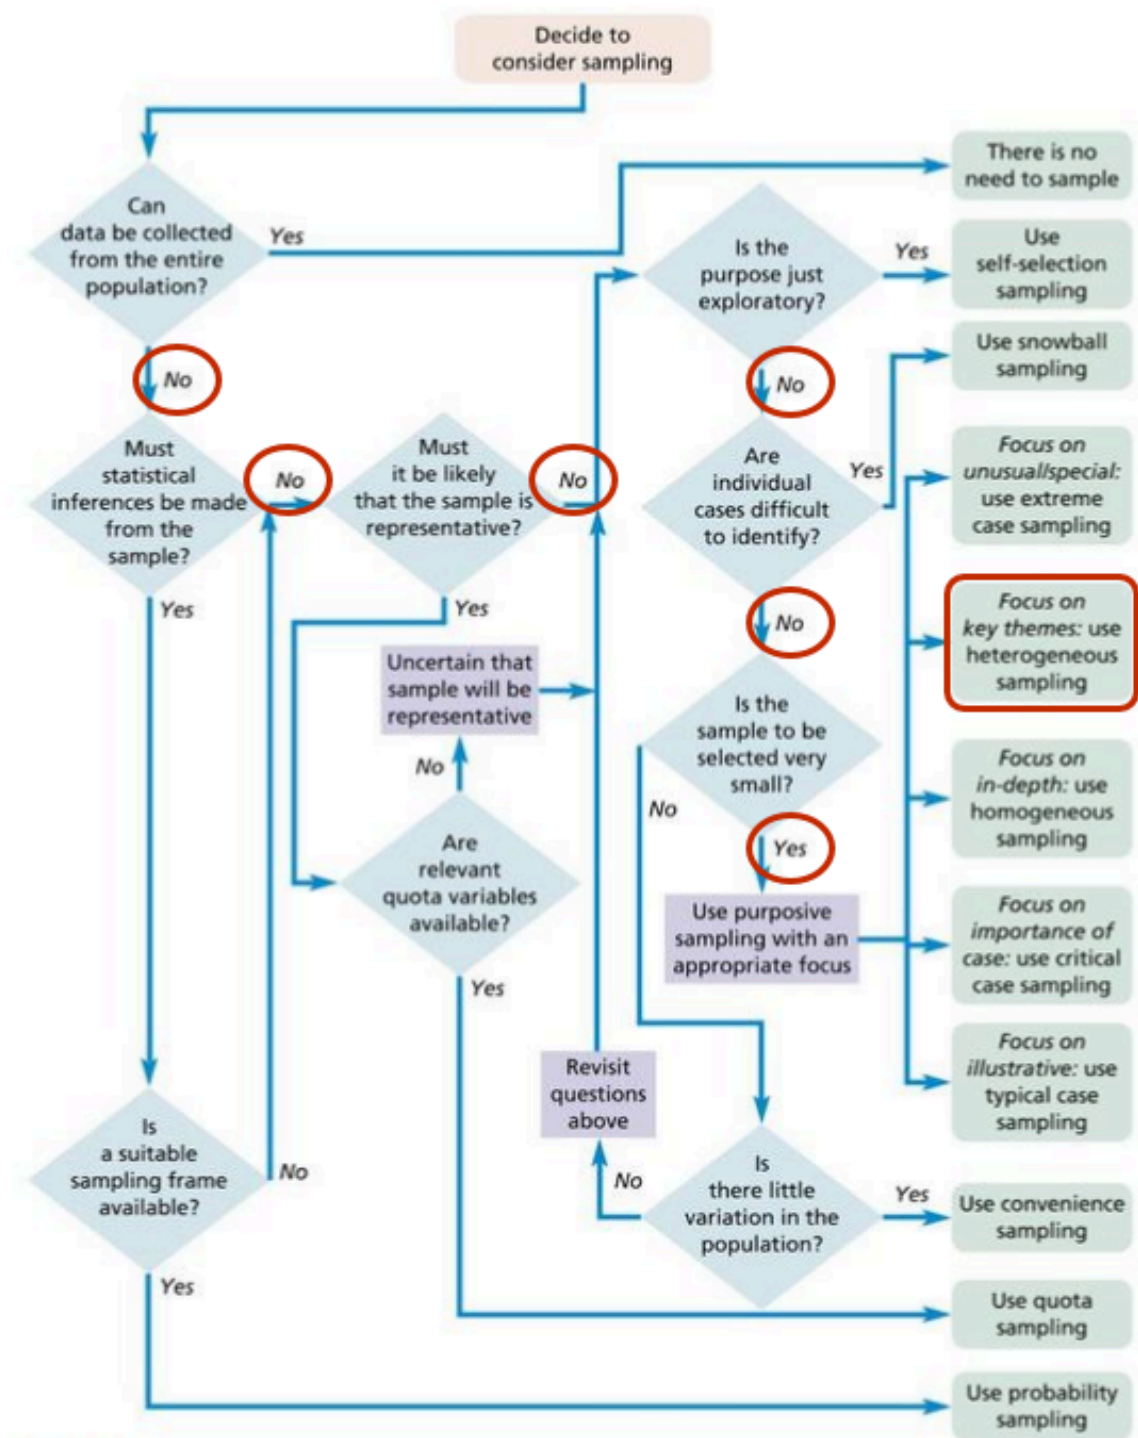 Decide to
consider sampling
There is no
need to sample
Can
data be collected
from the entire
population?
Yes
Is the
purpose just
exploratory?
Yes
Use
self-selection
sampling
No
No
Use snowball
sampling
Must
statistical
inferences be made
from the
sample?
No
Must
it be likely
that the sample is
representative?
No
Are
individual
cases difficult
to identify?
Yes
Focus on
unusual/special:
use extreme
case sampling
Yes
Yes
No
Focus on
key themes: use
heterogeneous
sampling
Uncertain that
sample will be
representative
Is the
sample to be
selected very
small?
No
No
Focus on
in-depth: use
homogeneous
sampling
Are
relevant
quota variables
available?
Yes
Yes
Use purposive
sampling with an
appropriate focus
Focus on
importance of
case: use critical
case sampling
Revisit
questions
above
Focus on
illustrative: use
typical case
sampling
Is
a suitable
sampling frame
available?
No
No
Is
there little
variation in the
population?
Yes
Use convenience
sampling
Yes
Use quota
sampling
Use probability
sampling